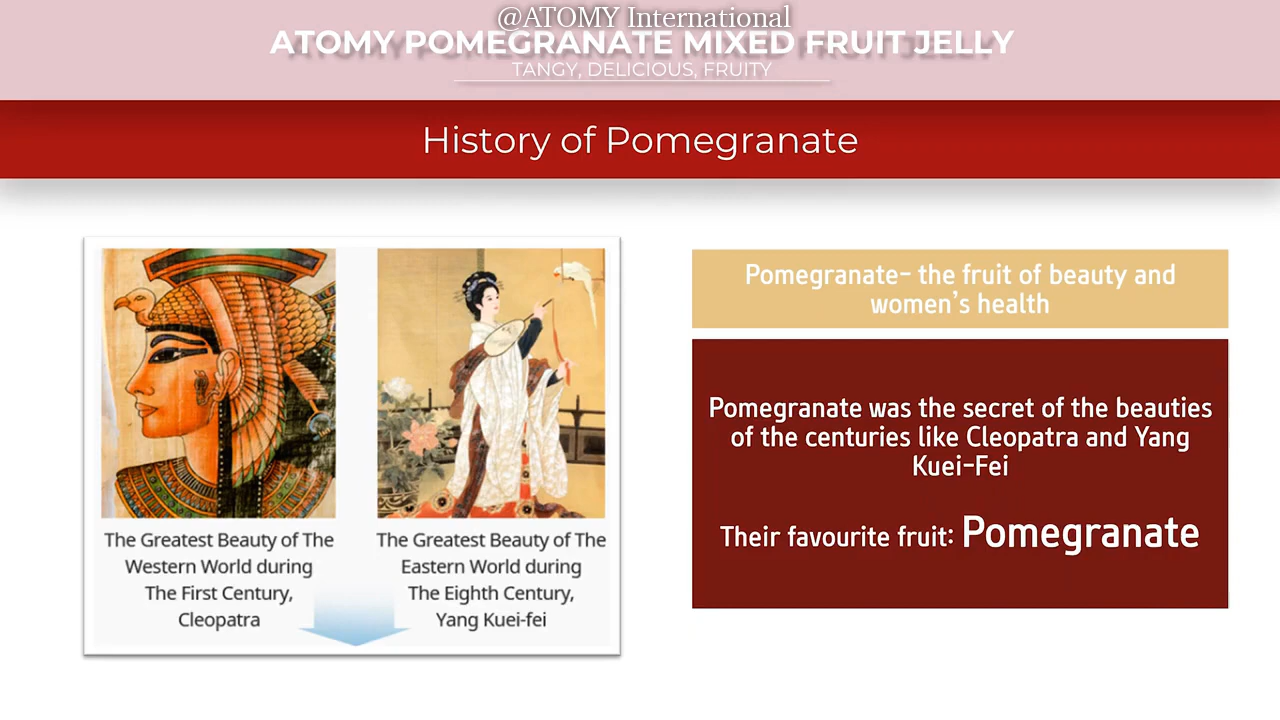 @ATOMY International
ATOMY POMEGRANATE MIXED FRUIT JELLY
TANGY, DELICIOUS, FRUITY
History of Pomegranate
The Greatest Beauty of The
Western World during
The First Century,
Cleopatra
The Greatest Beauty of The
Eastern World during
The Eighth Century,
Yang Kuei-fei
Pomegranate- the fruit of beauty and
women's health
Pomegranate was the secret of the beauties
of the centuries like Cleopatra and Yang
Kuei-Fei
Their favourite fruit: Pomegranate